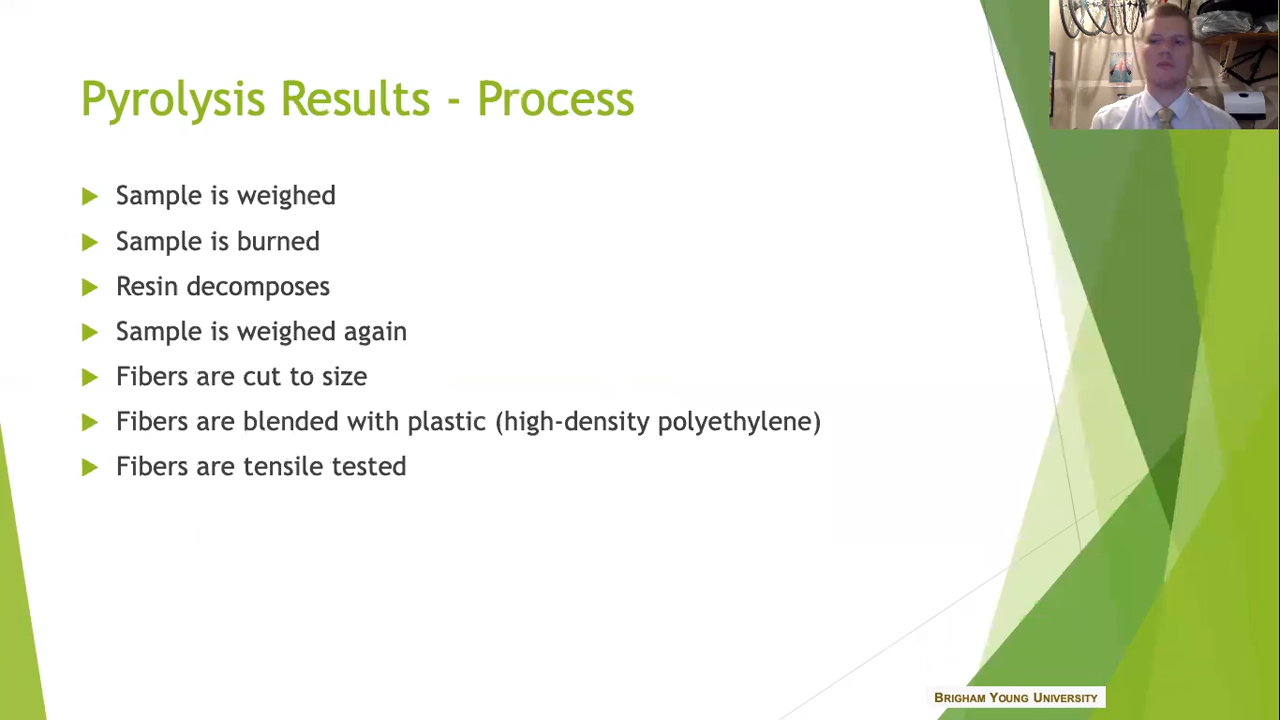 Pyrolysis Results - Process
Sample is weighed
Sample is burned
Resin decomposes
Sample is weighed again
Fibers are cut to size
Fibers are blended with plastic (high-density polyethylene)
Fibers are tensile tested
BRIGHAM YOUNG UNIVERSITY